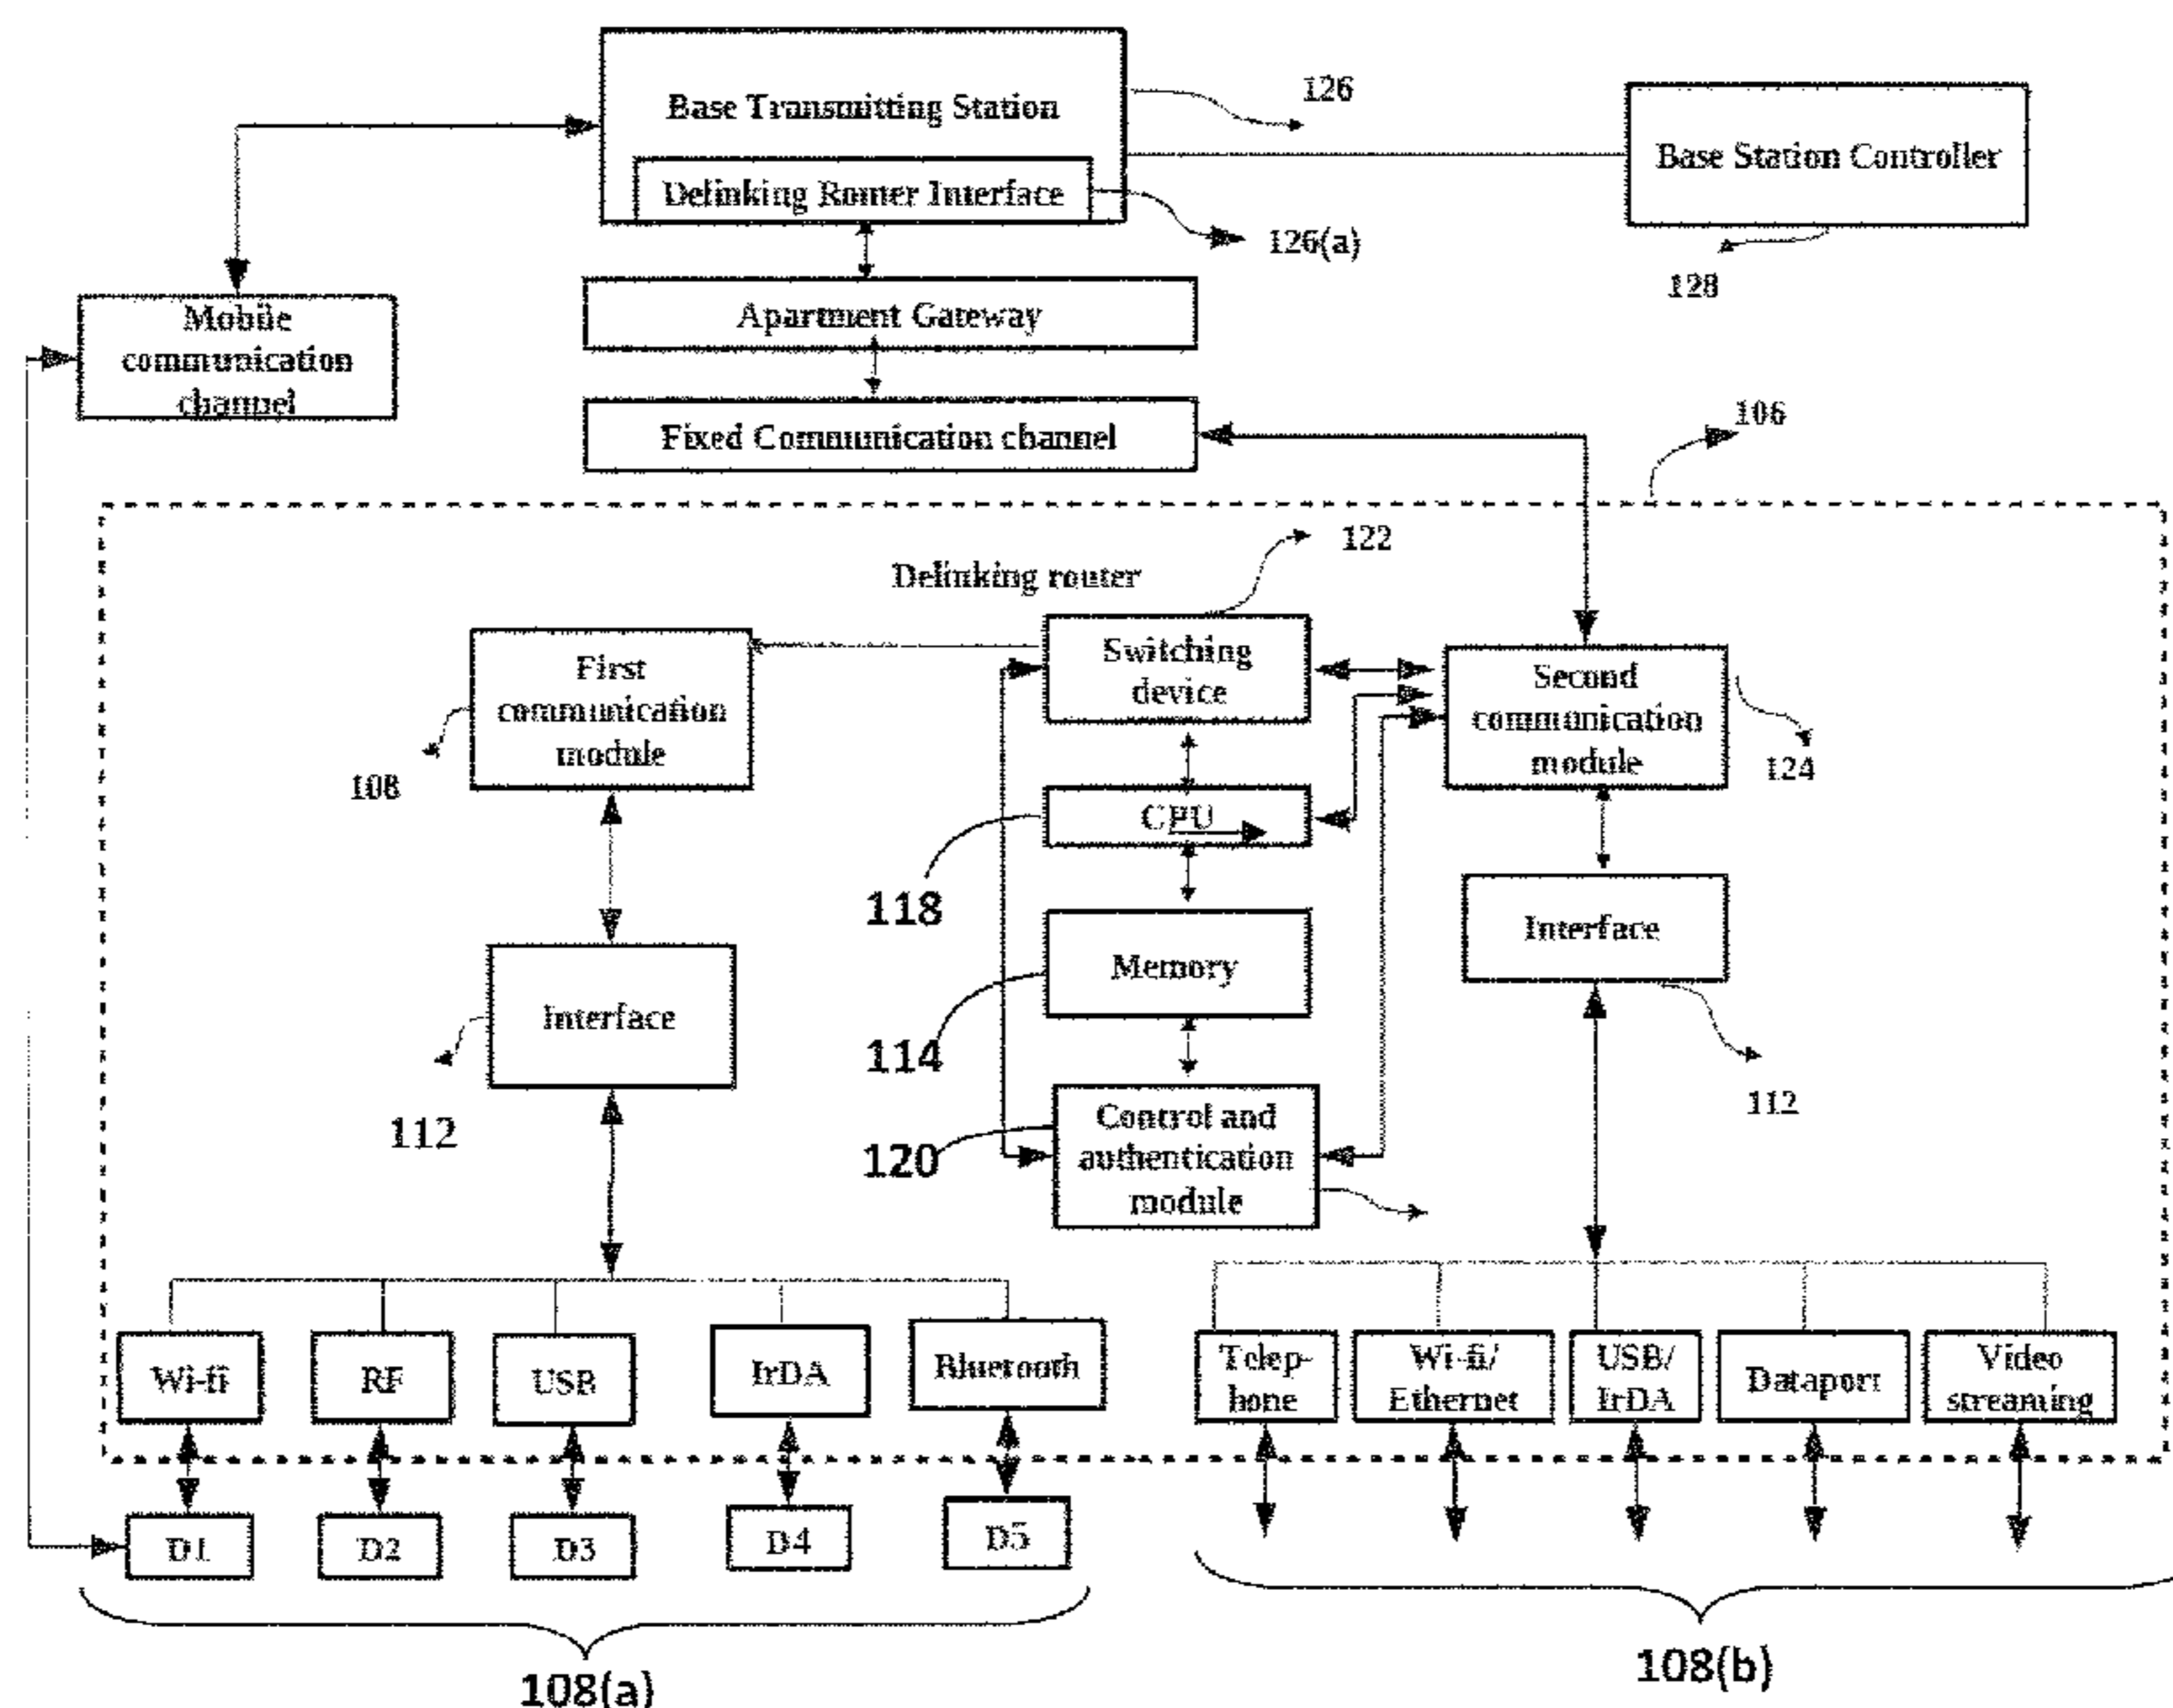 Base Transmitting Station
126
Base Station Controller
Delinking Router Interface
126(a)
128
Mobile
communication
channel
Apartment Gateway
Fixed Communication channel
106
Delinking router
122
First
communication
module
108
Switching
device
Second
communication
module
124
CPU
118
Memory
114
Interface
112
Interface
112
Control and
authentication
module
120
Wi-fi
RF
USB
IrDA
Bluetooth
Telep-
hone
Wi-fi/
Ethernet
USB/
IrDA
Dataport
Video
streaming
D1
D2
D3
D4
D5
108(a)
108(b)